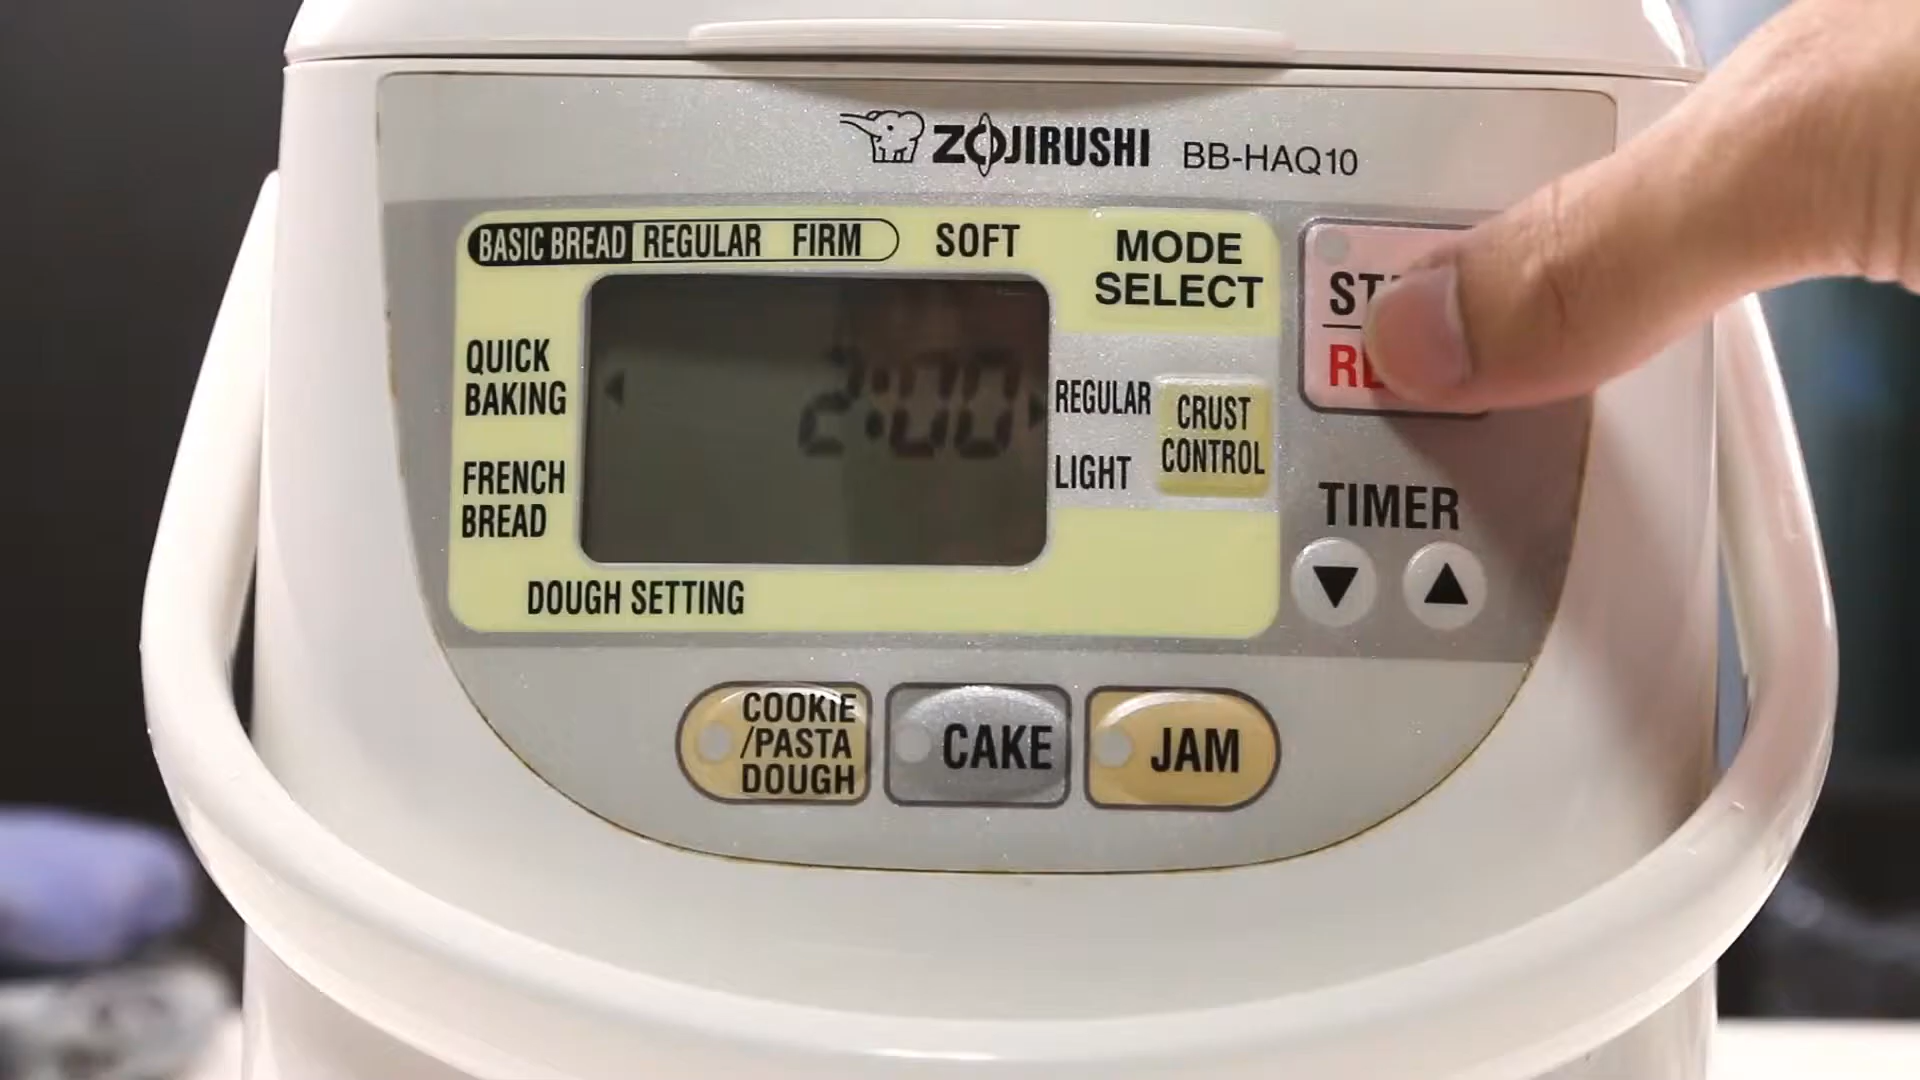 ZOJIRUSHI BB-HAQ10
BASIC BREAD REGULAR FIRM SOFT
MODE
SELECT
QUICK
BAKING
FRENCH
BREAD
2:00
REGULAR
LIGHT
CRUST
CONTROL
DOUGH SETTING
TIMER
COOKIE
/PASTA
DOUGH
CAKE
JAM